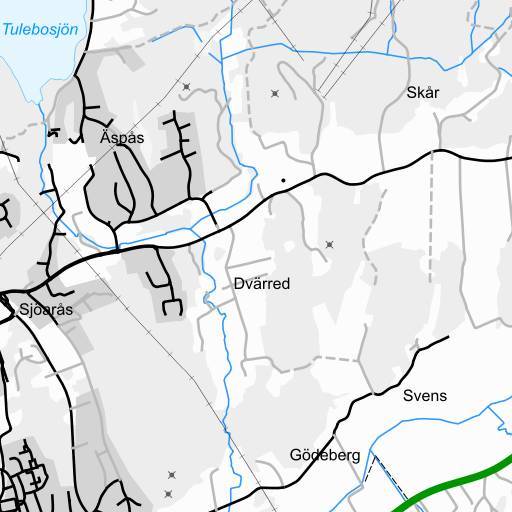 Tulebosjön
Skår
Äspås
Dvärred
Sjöarås
Svens
Gödeberg